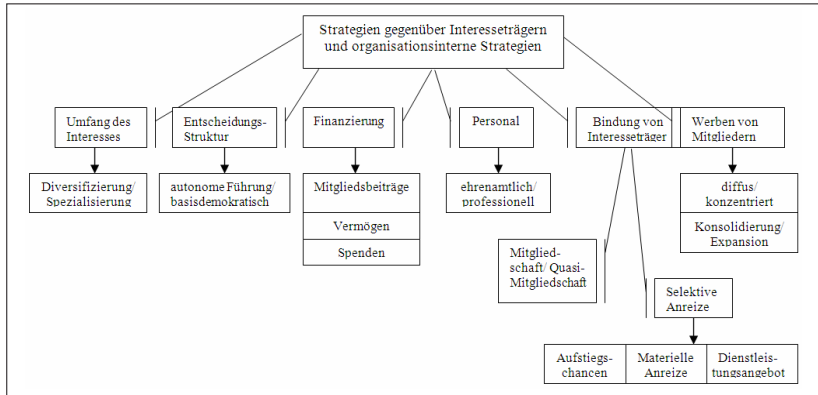 Strategien gegenüber Interesseträgern
und organisationsinterne Strategien
Umfang des
Interesses
Entscheidungs-
Struktur
Finanzierung
Personal
Bindung von
Interesseträger
Werben von
Mitgliedern
Diversifizierung/
Spezialisierung
autonome Führung/
basisdemokratisch
Mitgliedsbeiträge
Vermögen
Spenden
ehrenamtlich/
professionell
diffus/
konzentriert
Konsolidierung/
Expansion
Mitglied-
schaft/ Quasi-
Mitgliedschaft
Selektive
Anreize
Aufstiegs-
chancen
Materielle
Anreize
Dienstleis-
tungsangebot